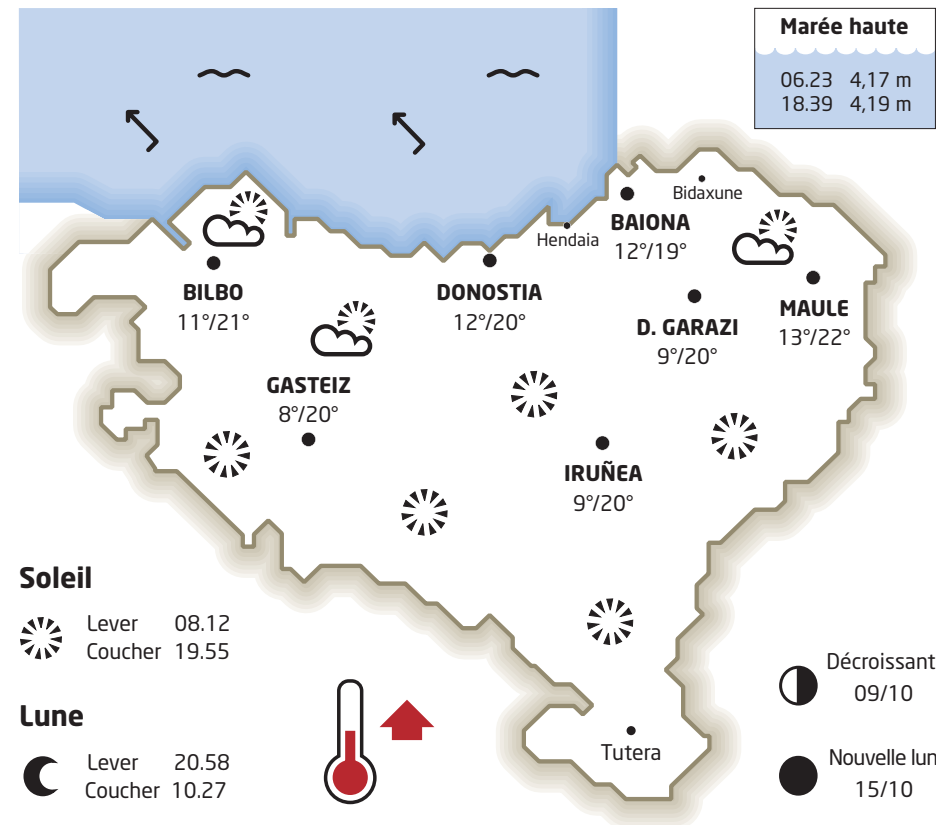 Marée haute
06.23 4,17 m
18.39 4,19 m
Bidaxune
BAIONA
12°/19°
Hendaia
BILBO
11°/21°
DONOSTIA
12°/20°
MAULE
13°/22°
D. GARAZI
9°/20°
GASTEIZ
8°/20°
IRUÑEA
9°/20°
Tutera
Soleil
Lever 08.12
Coucher 19.55
Lune
Lever 20.58
Coucher 10.27
Décroissant
09/10
Nouvelle lun
15/10